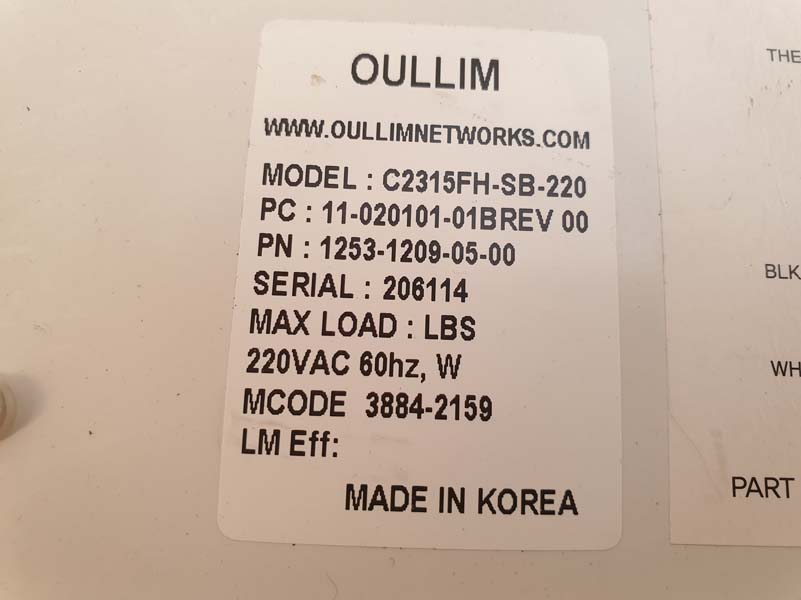 OULLIM
WWW.OULLIMNETWORKS.COM
MODEL : C2315FH-SB-220
PC : 11-020101-01BREV 00
PN : 1253-1209-05-00
SERIAL : 206114
MAX LOAD : LBS
220VAC 60hz, W
MCODE 3884-2159
LM Eff:
MADE IN KOREA
THE
BLK
WH
PART